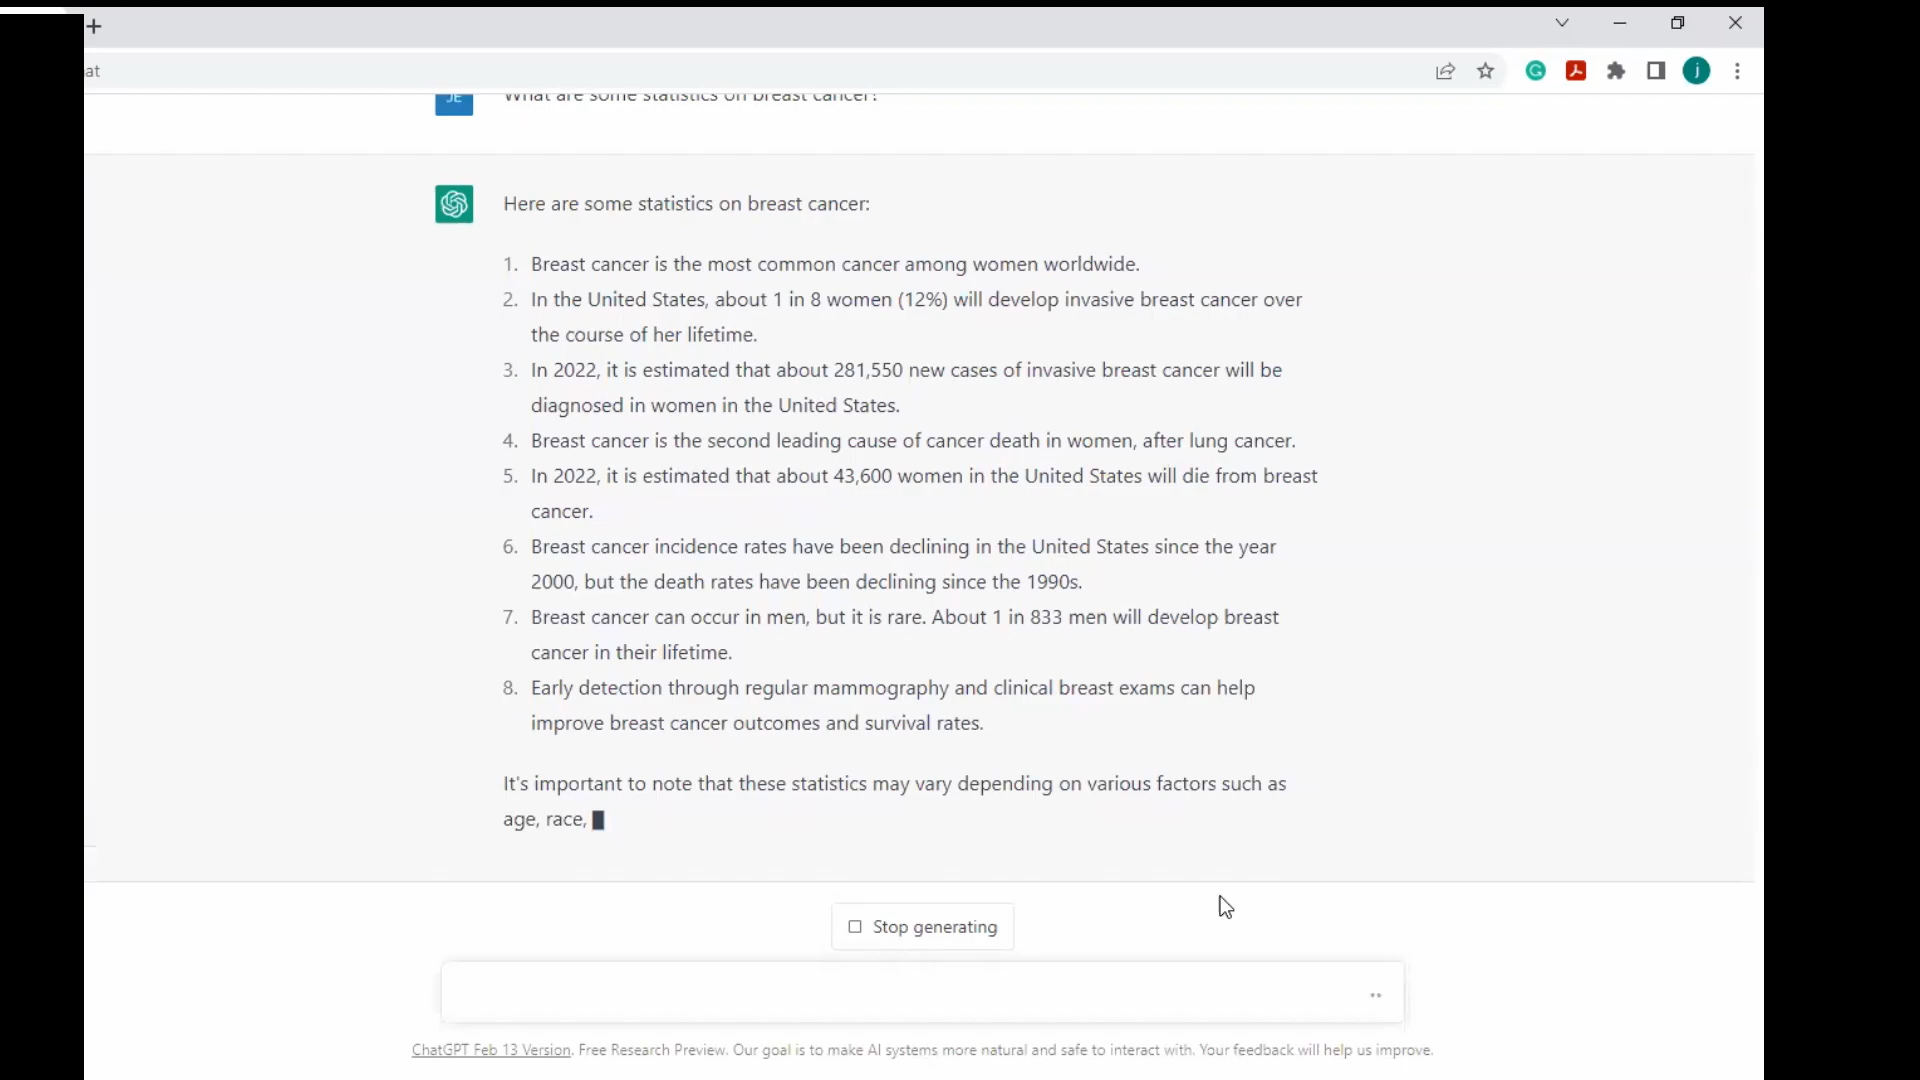 at
JE
What are some statistics on breast cancer?
Here are some statistics on breast cancer:
1. Breast cancer is the most common cancer among women worldwide.
2. In the United States, about 1 in 8 women (12%) will develop invasive breast cancer over
the course of her lifetime.
3. In 2022, it is estimated that about 281,550 new cases of invasive breast cancer will be
diagnosed in women in the United States.
4. Breast cancer is the second leading cause of cancer death in women, after lung cancer.
5. In 2022, it is estimated that about 43,600 women in the United States will die from breast
cancer.
6. Breast cancer incidence rates have been declining in the United States since the year
2000, but the death rates have been declining since the 1990s.
7. Breast cancer can occur in men, but it is rare. About 1 in 833 men will develop breast
cancer in their lifetime.
8. Early detection through regular mammography and clinical breast exams can help
improve breast cancer outcomes and survival rates.
It's important to note that these statistics may vary depending on various factors such as
age, race,
Stop generating
ChatGPT Feb 13 Version. Free Research Preview. Our goal is to make AI systems more natural and safe to interact with. Your feedback will help us improve.